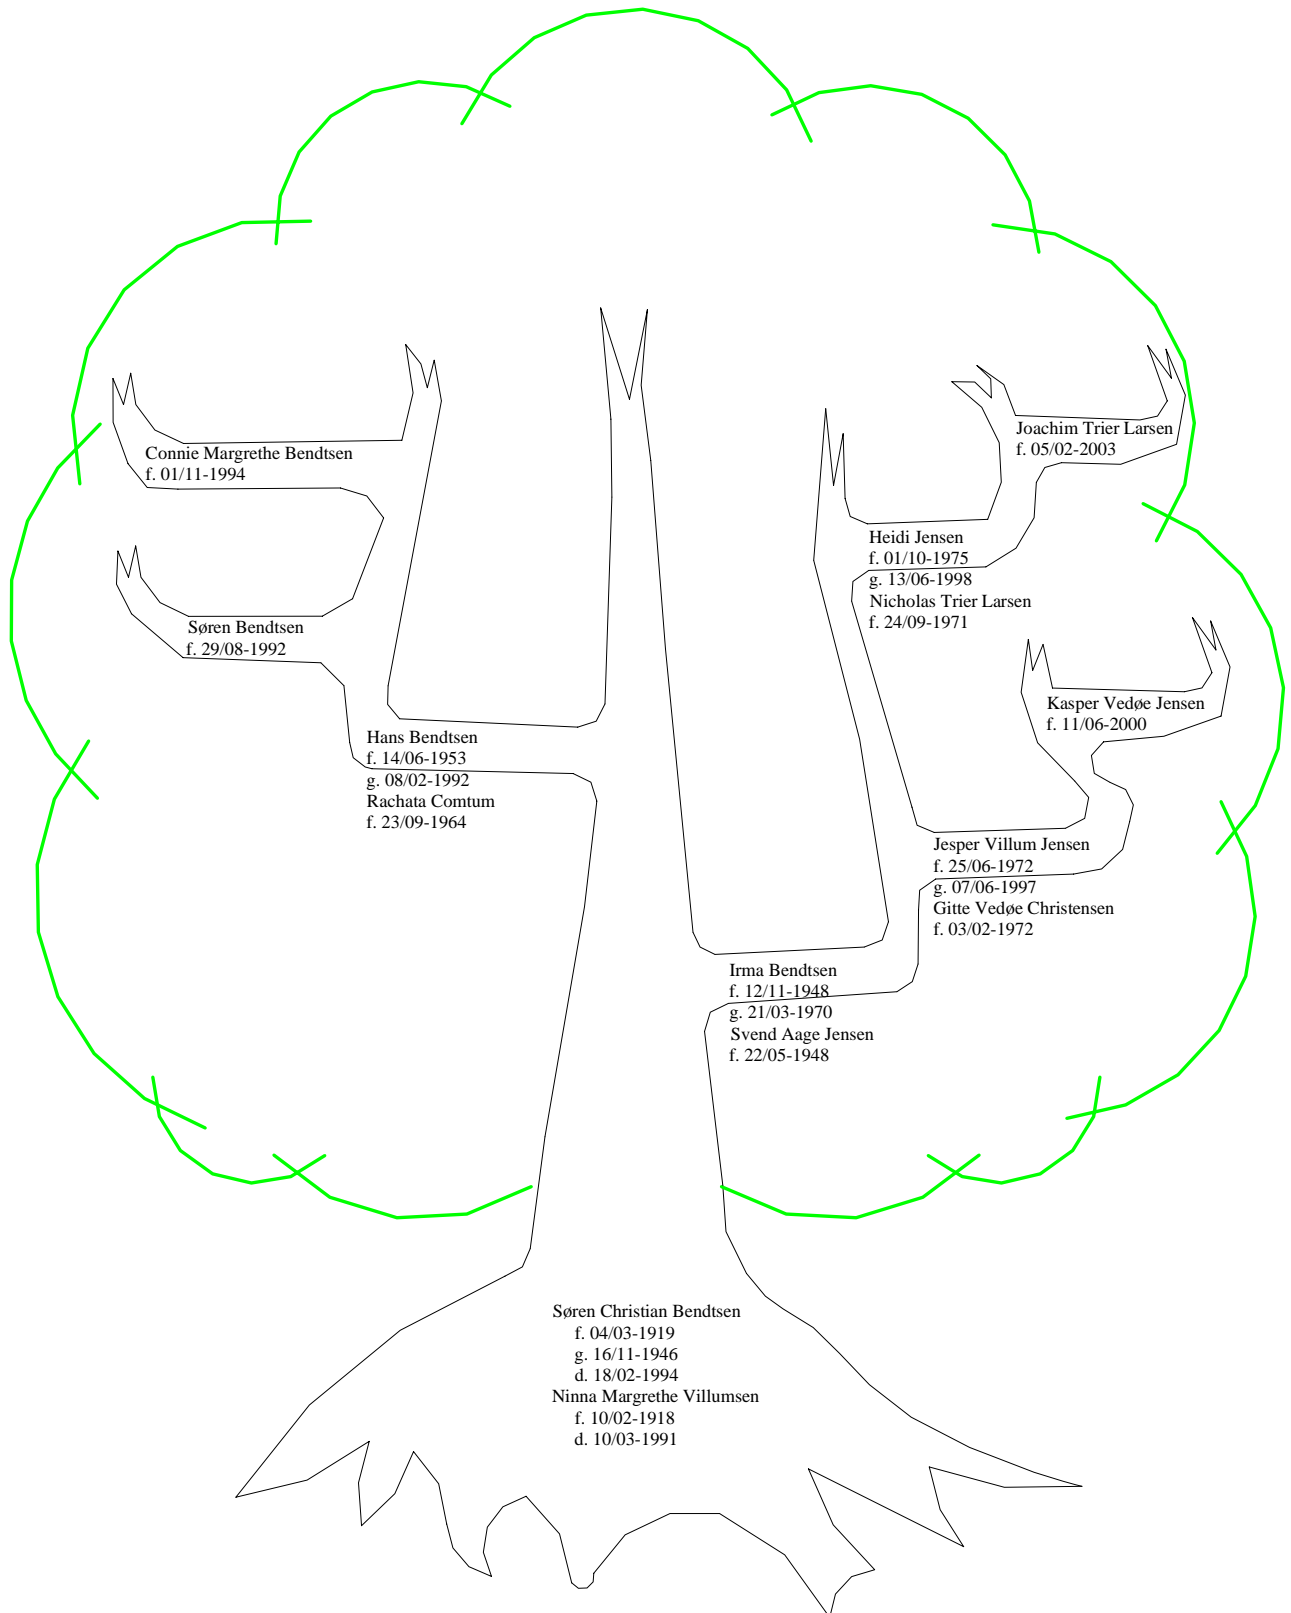 Connie Margrethe Bendtsen
f. 01/11-1994
Søren Bendtsen
f. 29/08-1992
Hans Bendtsen
f. 14/06-1953
g. 08/02-1992
Rachata Comtum
f. 23/09-1964
Joachim Trier Larsen
f. 05/02-2003
Heidi Jensen
f. 01/10-1975
g. 13/06-1998
Nicholas Trier Larsen
f. 24/09-1971
Kasper Vedøe Jensen
f. 11/06-2000
Jesper Villum Jensen
f. 25/06-1972
g. 07/06-1997
Gitte Vedøe Christensen
f. 03/02-1972
Irma Bendtsen
f. 12/11-1948
g. 21/03-1970
Svend Aage Jensen
f. 22/05-1948
Søren Christian Bendtsen
f. 04/03-1919
g. 16/11-1946
d. 18/02-1994
Ninna Margrethe Villumsen
f. 10/02-1918
d. 10/03-1991